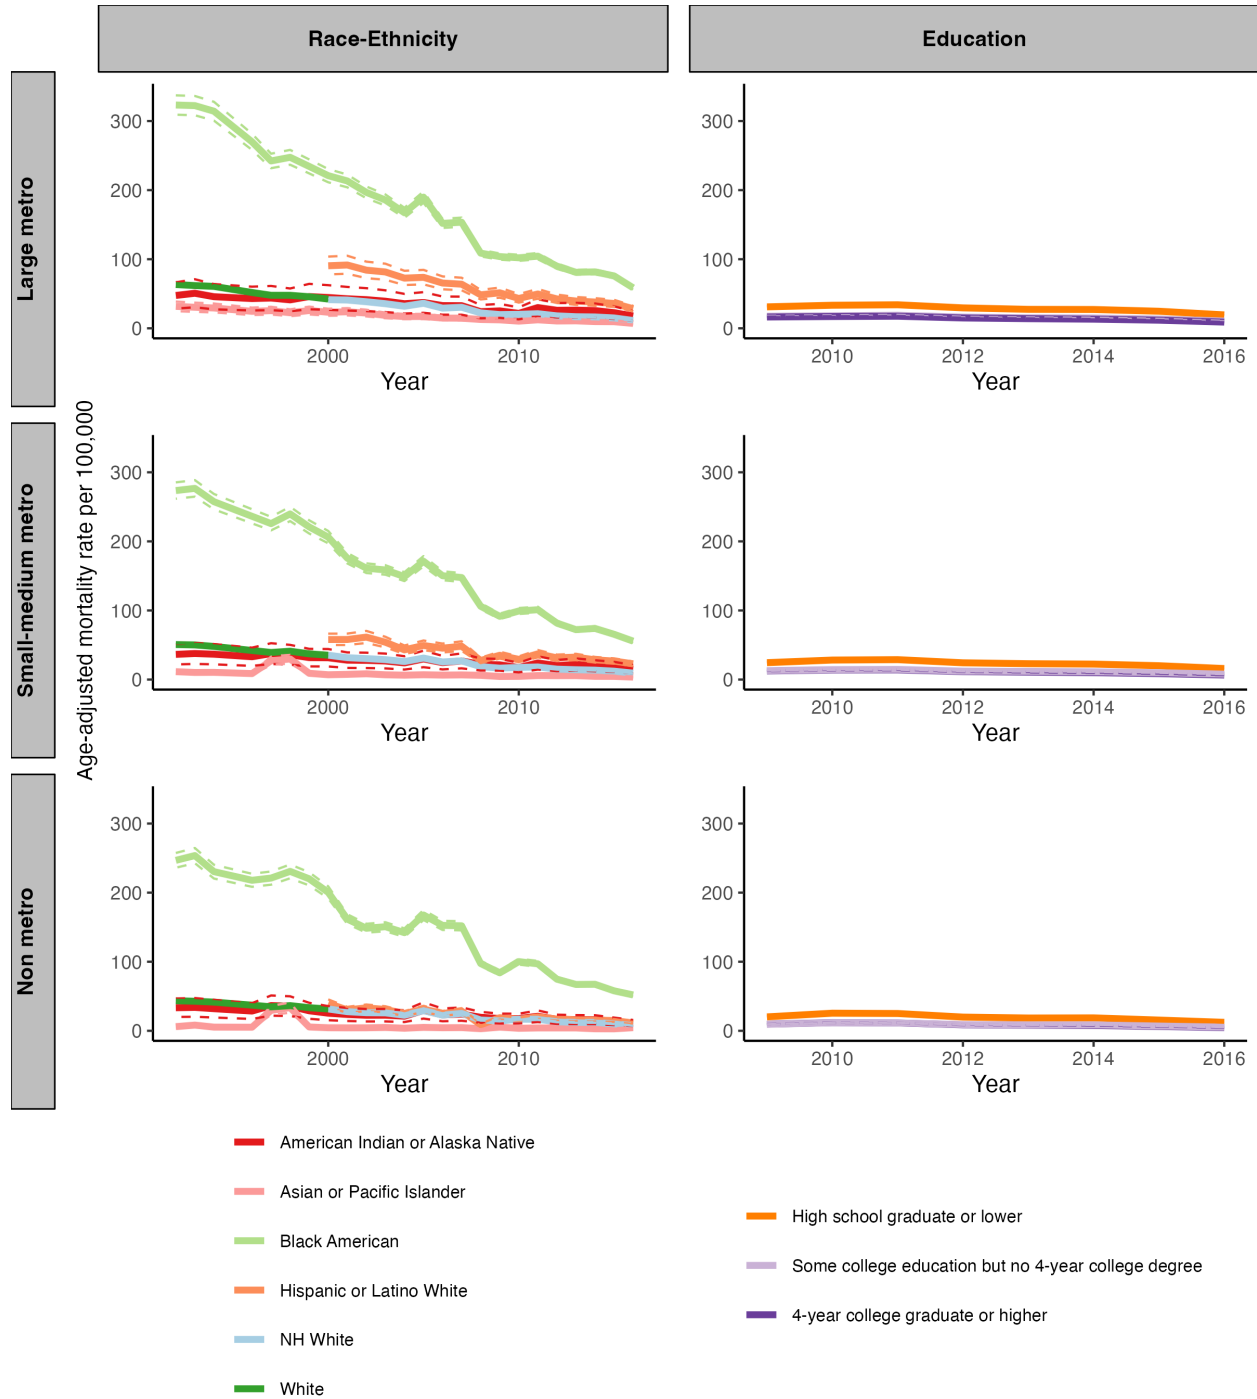 Race-Ethnicity
Education
Large metro
300
200
100
0
2000
2010
Year
300
200
100
0
2010
2012
2014
2016
Year
Age-adjusted mortality rate per 100,000
Small-medium metro
300
200
100
0
2000
2010
Year
300
200
100
0
2010
2012
2014
2016
Year
Non metro
300
200
100
0
2000
2010
Year
300
200
100
0
2010
2012
2014
2016
Year
American Indian or Alaska Native
Asian or Pacific Islander
Black American
Hispanic or Latino White
NH White
White
High school graduate or lower
Some college education but no 4-year college degree
4-year college graduate or higher